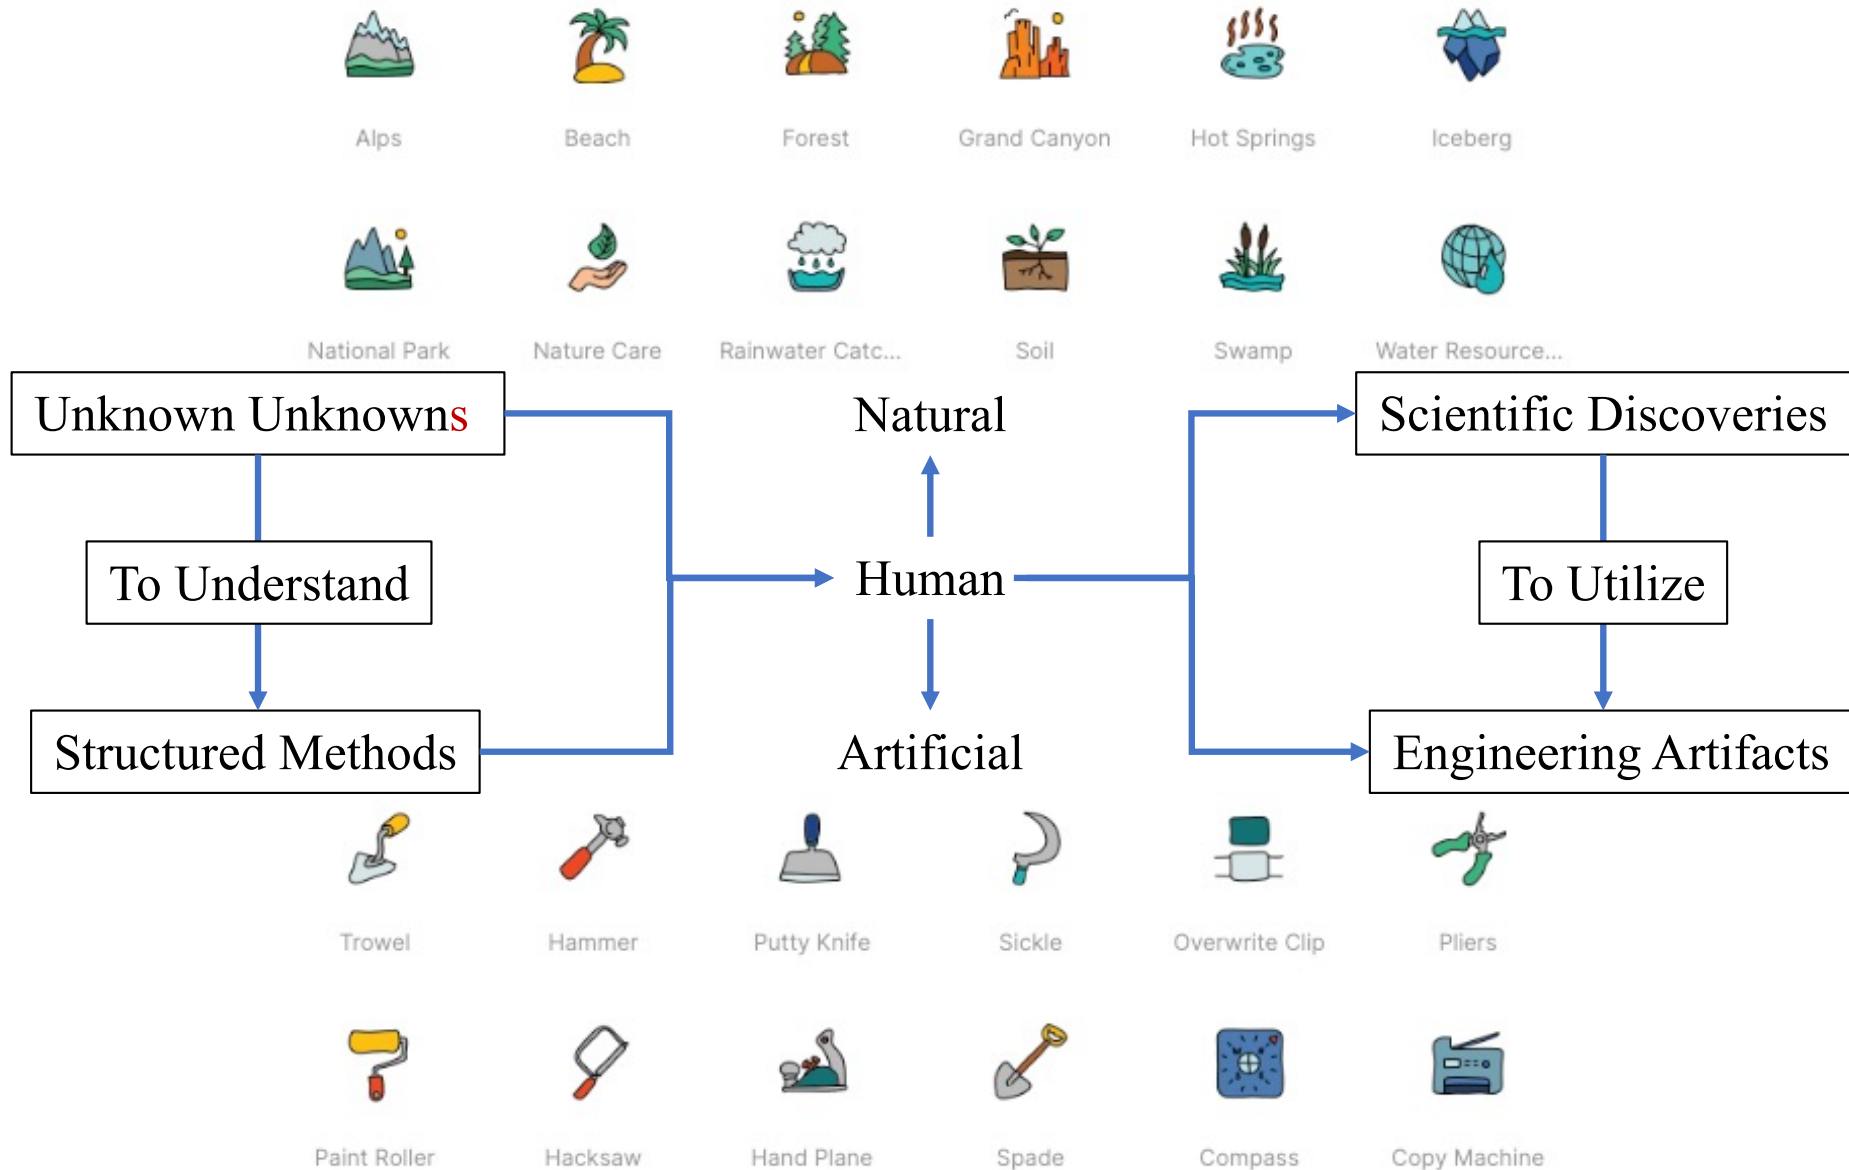 Alps
Beach
Forest
Grand Canyon
Hot Springs
Iceberg
National Park
Nature Care
Rainwater Catc...
Soil
Swamp
Water Resource...
Unknown Unknowns
Natural
Scientific Discoveries
To Understand
Human
To Utilize
Structured Methods
Artificial
Engineering Artifacts
Trowel
Hammer
Putty Knife
Sickle
Overwrite Clip
Pliers
Paint Roller
Hacksaw
Hand Plane
Spade
Compass
Copy Machine